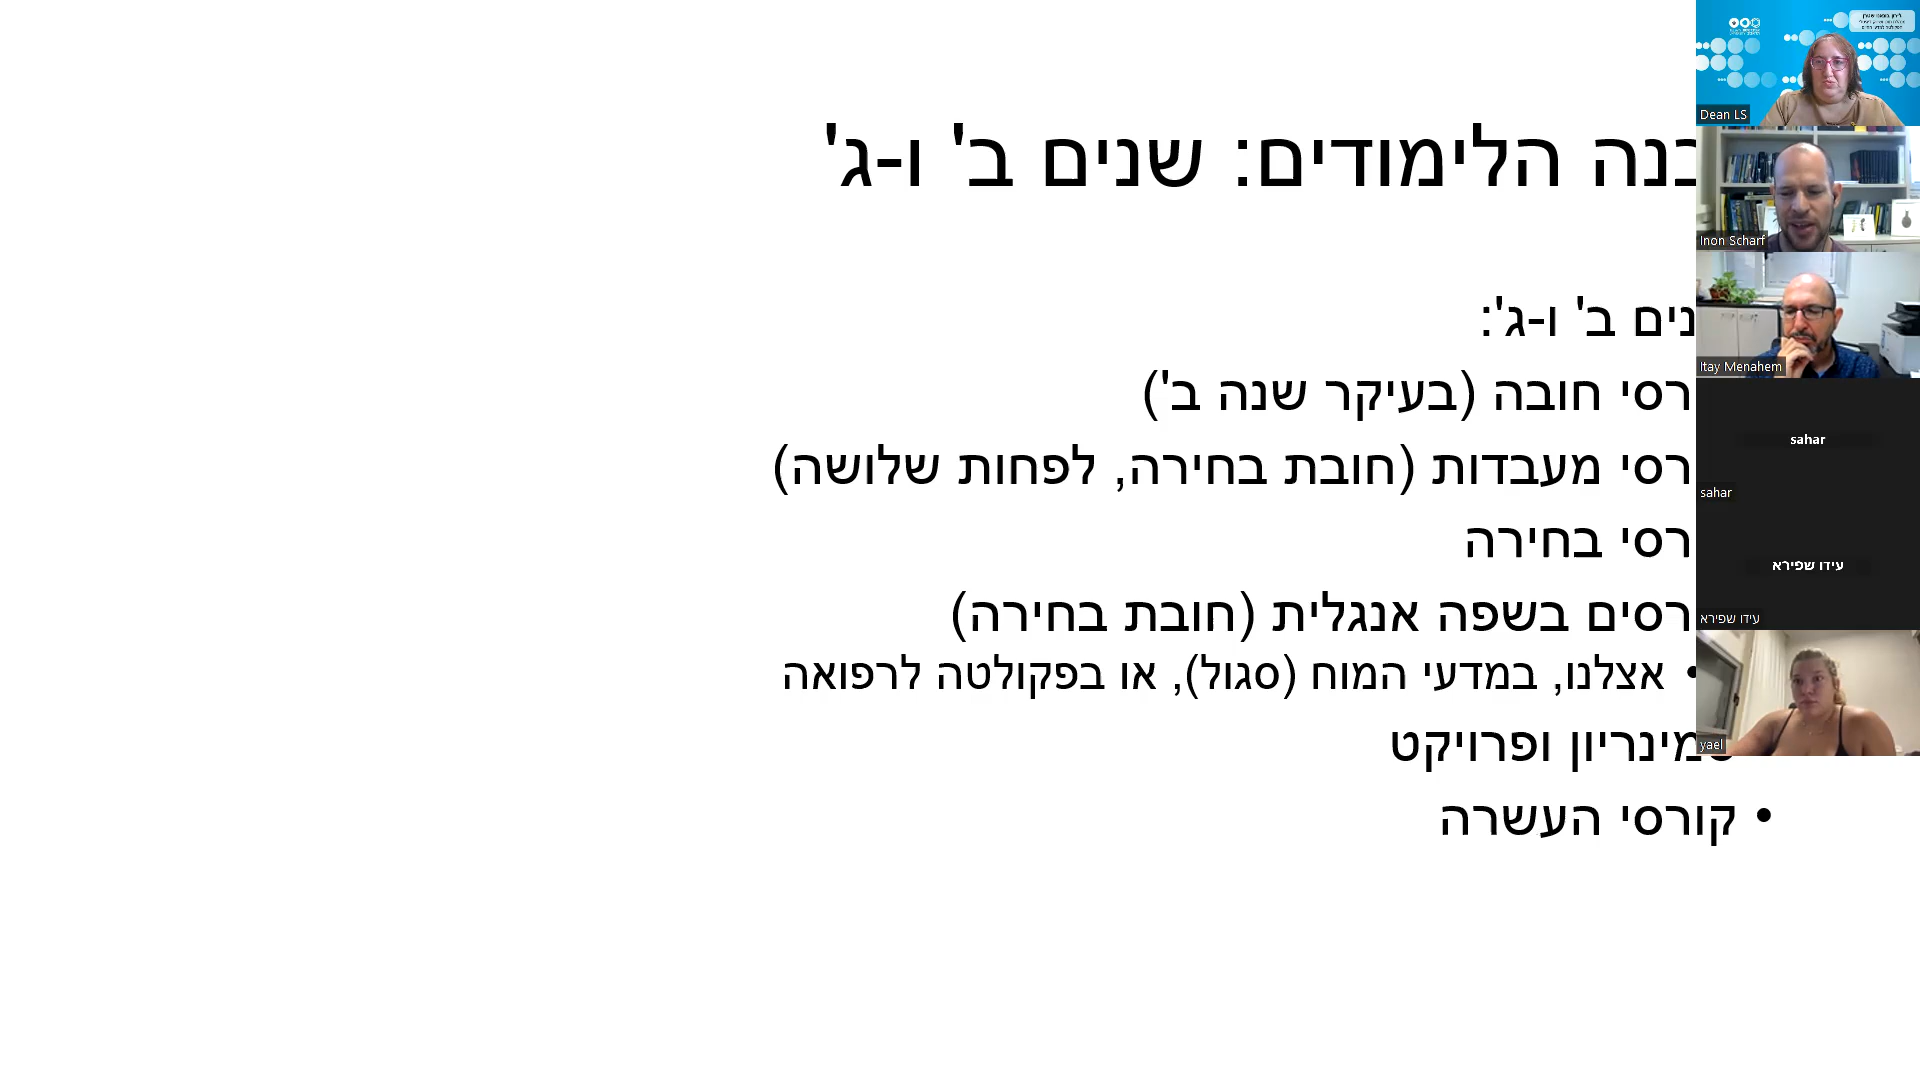 כנה הלימודים: שנים ב' ו-ג'
נים ב' ו-ג':
רסי חובה (בעיקר שנה ב')
רסי מעבדות (חובת בחירה, לפחות שלושה)
רסי בחירה
רסים בשפה אנגלית (חובת בחירה)
• אצלנו, במדעי המוח (סגול), או בפקולטה לרפואה
מינריון ופרויקט
• קורסי העשרה
Dean LS
Inon Scharf
Itay Menahem
sahar
sahar
עידו שפירא
עידו שפירא
yael